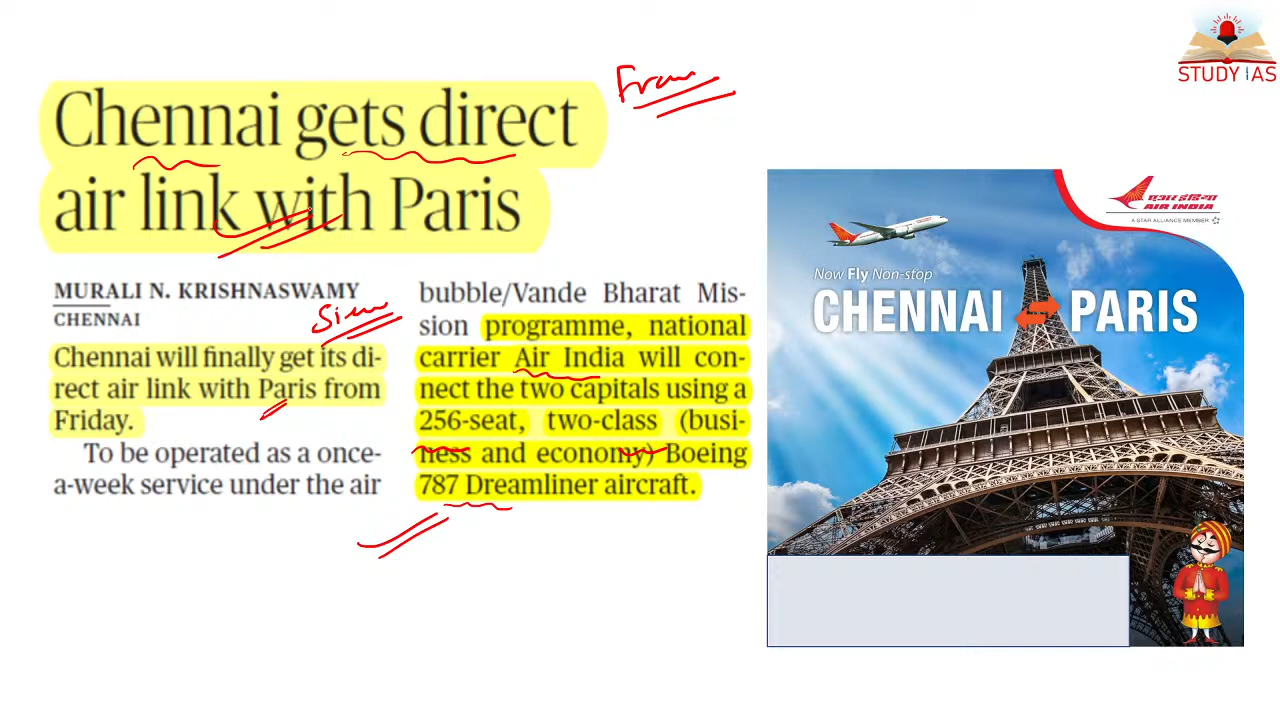 STUDY IAS
Chennai gets direct
air link with Paris
MURALI N. KRISHNASWAMY
CHENNAI
Chennai will finally get its di-
rect air link with Paris from
Friday.
To be operated as a once-
a-week service under the air
bubble/Vande Bharat Mis-
sion programme, national
carrier Air India will con-
nect the two capitals using a
256-seat, two-class (busi-
ness and economy) Boeing
787 Dreamliner aircraft.
एअर इंडिया
AIR INDIA
A STAR ALLIANCE MEMBER
Now Fly Non-stop
CHENNAI PARIS